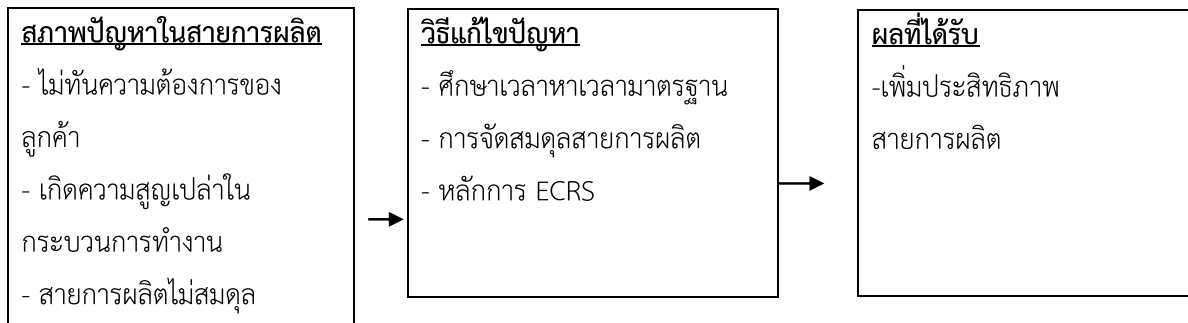 สภาพปัญหาในสายการผลิต
- ไม่ทันความต้องการของ
ลูกค้า
- เกิดความสูญเปล่าใน
กระบวนการทำงาน
- สายการผลิตไม่สมดุล
วิธีแก้ไขปัญหา
- ศึกษาเวลาหาเวลามาตรฐาน
- การจัดสมดุลสายการผลิต
- หลักการ ECRS
ผลที่ได้รับ
-เพิ่มประสิทธิภาพ
สายการผลิต